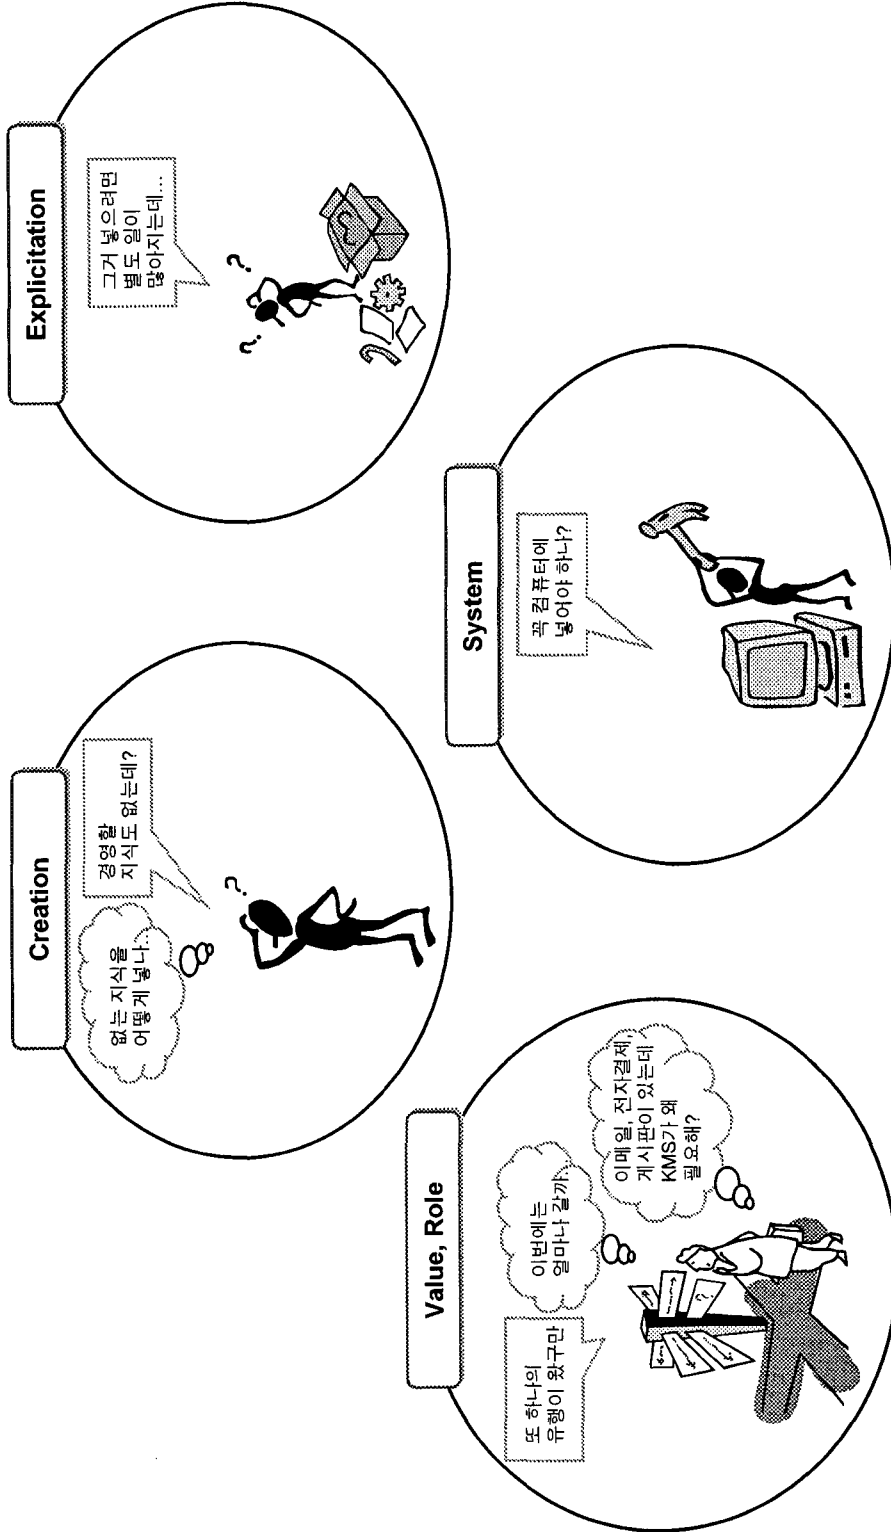 Value, Role
또 하나의
유행이 왔구만
이번에는
얼마나 갈까..
이메일, 전자결제,
게시판이 있는데
KMS가 왜
필요해?
Creation
없는 지식을
어떻게 넣나..
경영할
지식도 없는데?
?
System
꼭 컴퓨터에
넣어야 하나?
Explicitation
그거 넣으려면
별도 일이
많아지는데...
?
?